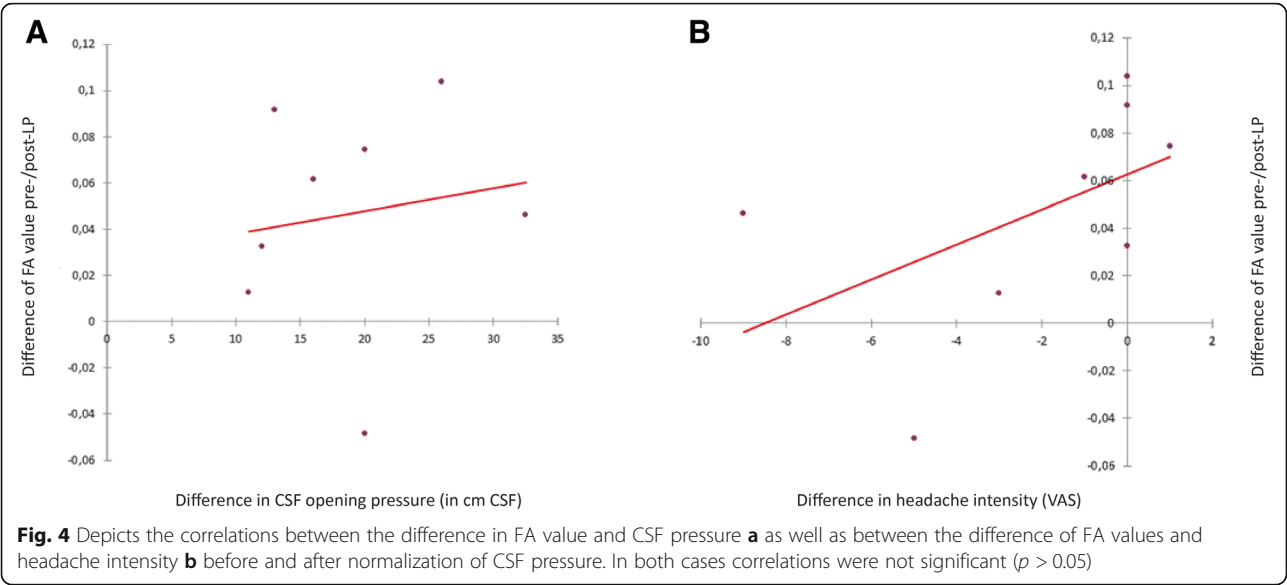 A
B
0,12
0,1
0,08
0,06
0,04
0,02
0
-0,02
-0,04
-0,06
0 5 10 15 20 25 30 35
Difference of FA value pre-/post-LP
Difference in CSF opening pressure (in cm CSF)
0,12
0,1
0,08
0,06
0,04
0,02
0
-0,02
-0,04
-0,06
-10 -8 -6 -4 -2 0 2
Difference of FA value pre-/post-LP
Difference in headache intensity (VAS)
Fig. 4 Depicts the correlations between the difference in FA value and CSF pressure a as well as between the difference of FA values and
headache intensity b before and after normalization of CSF pressure. In both cases correlations were not significant (p > 0.05)